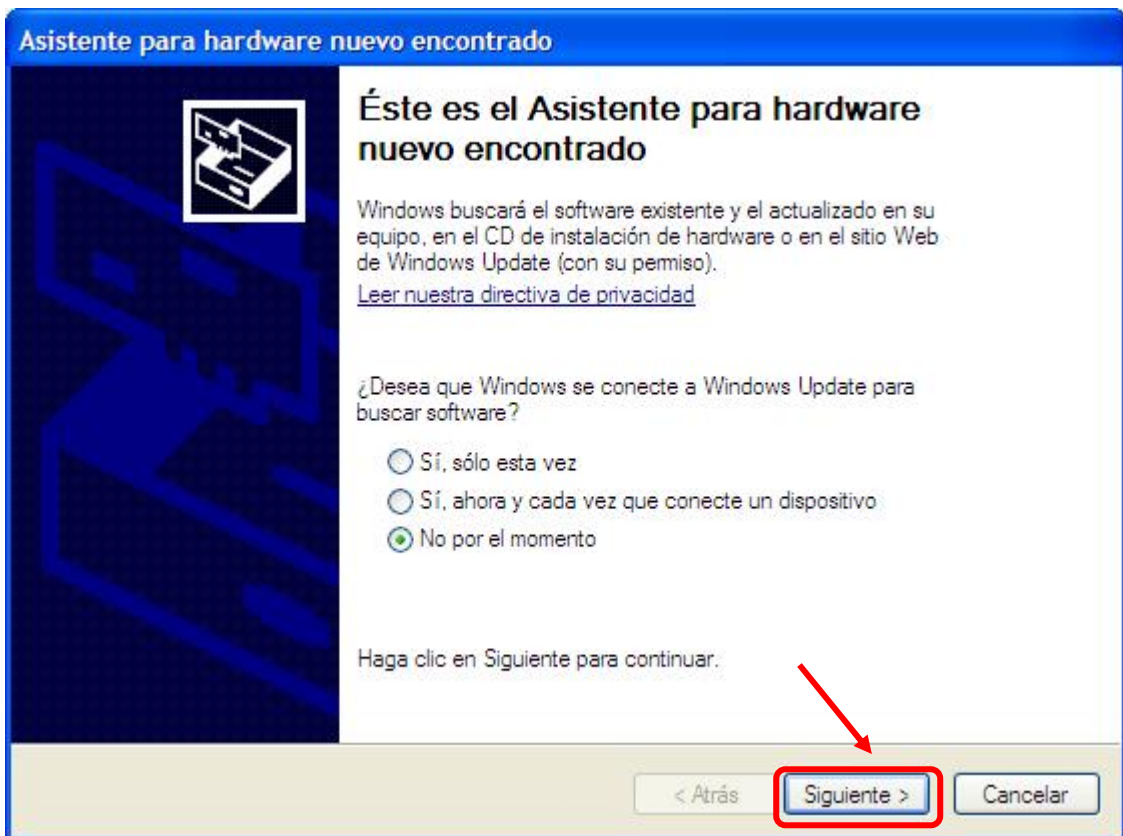 Asistente para hardware nuevo encontrado
Éste es el Asistente para hardware
nuevo encontrado
Windows buscará el software existente y el actualizado en su
equipo, en el CD de instalación de hardware o en el sitio Web
de Windows Update (con su permiso).
Leer nuestra directiva de privacidad
¿Desea que Windows se conecte a Windows Update para
buscar software?
Sí, sólo esta vez
Sí, ahora y cada vez que conecte un dispositivo
No por el momento
Haga clic en Siguiente para continuar.
< Atrás Siguiente > Cancelar